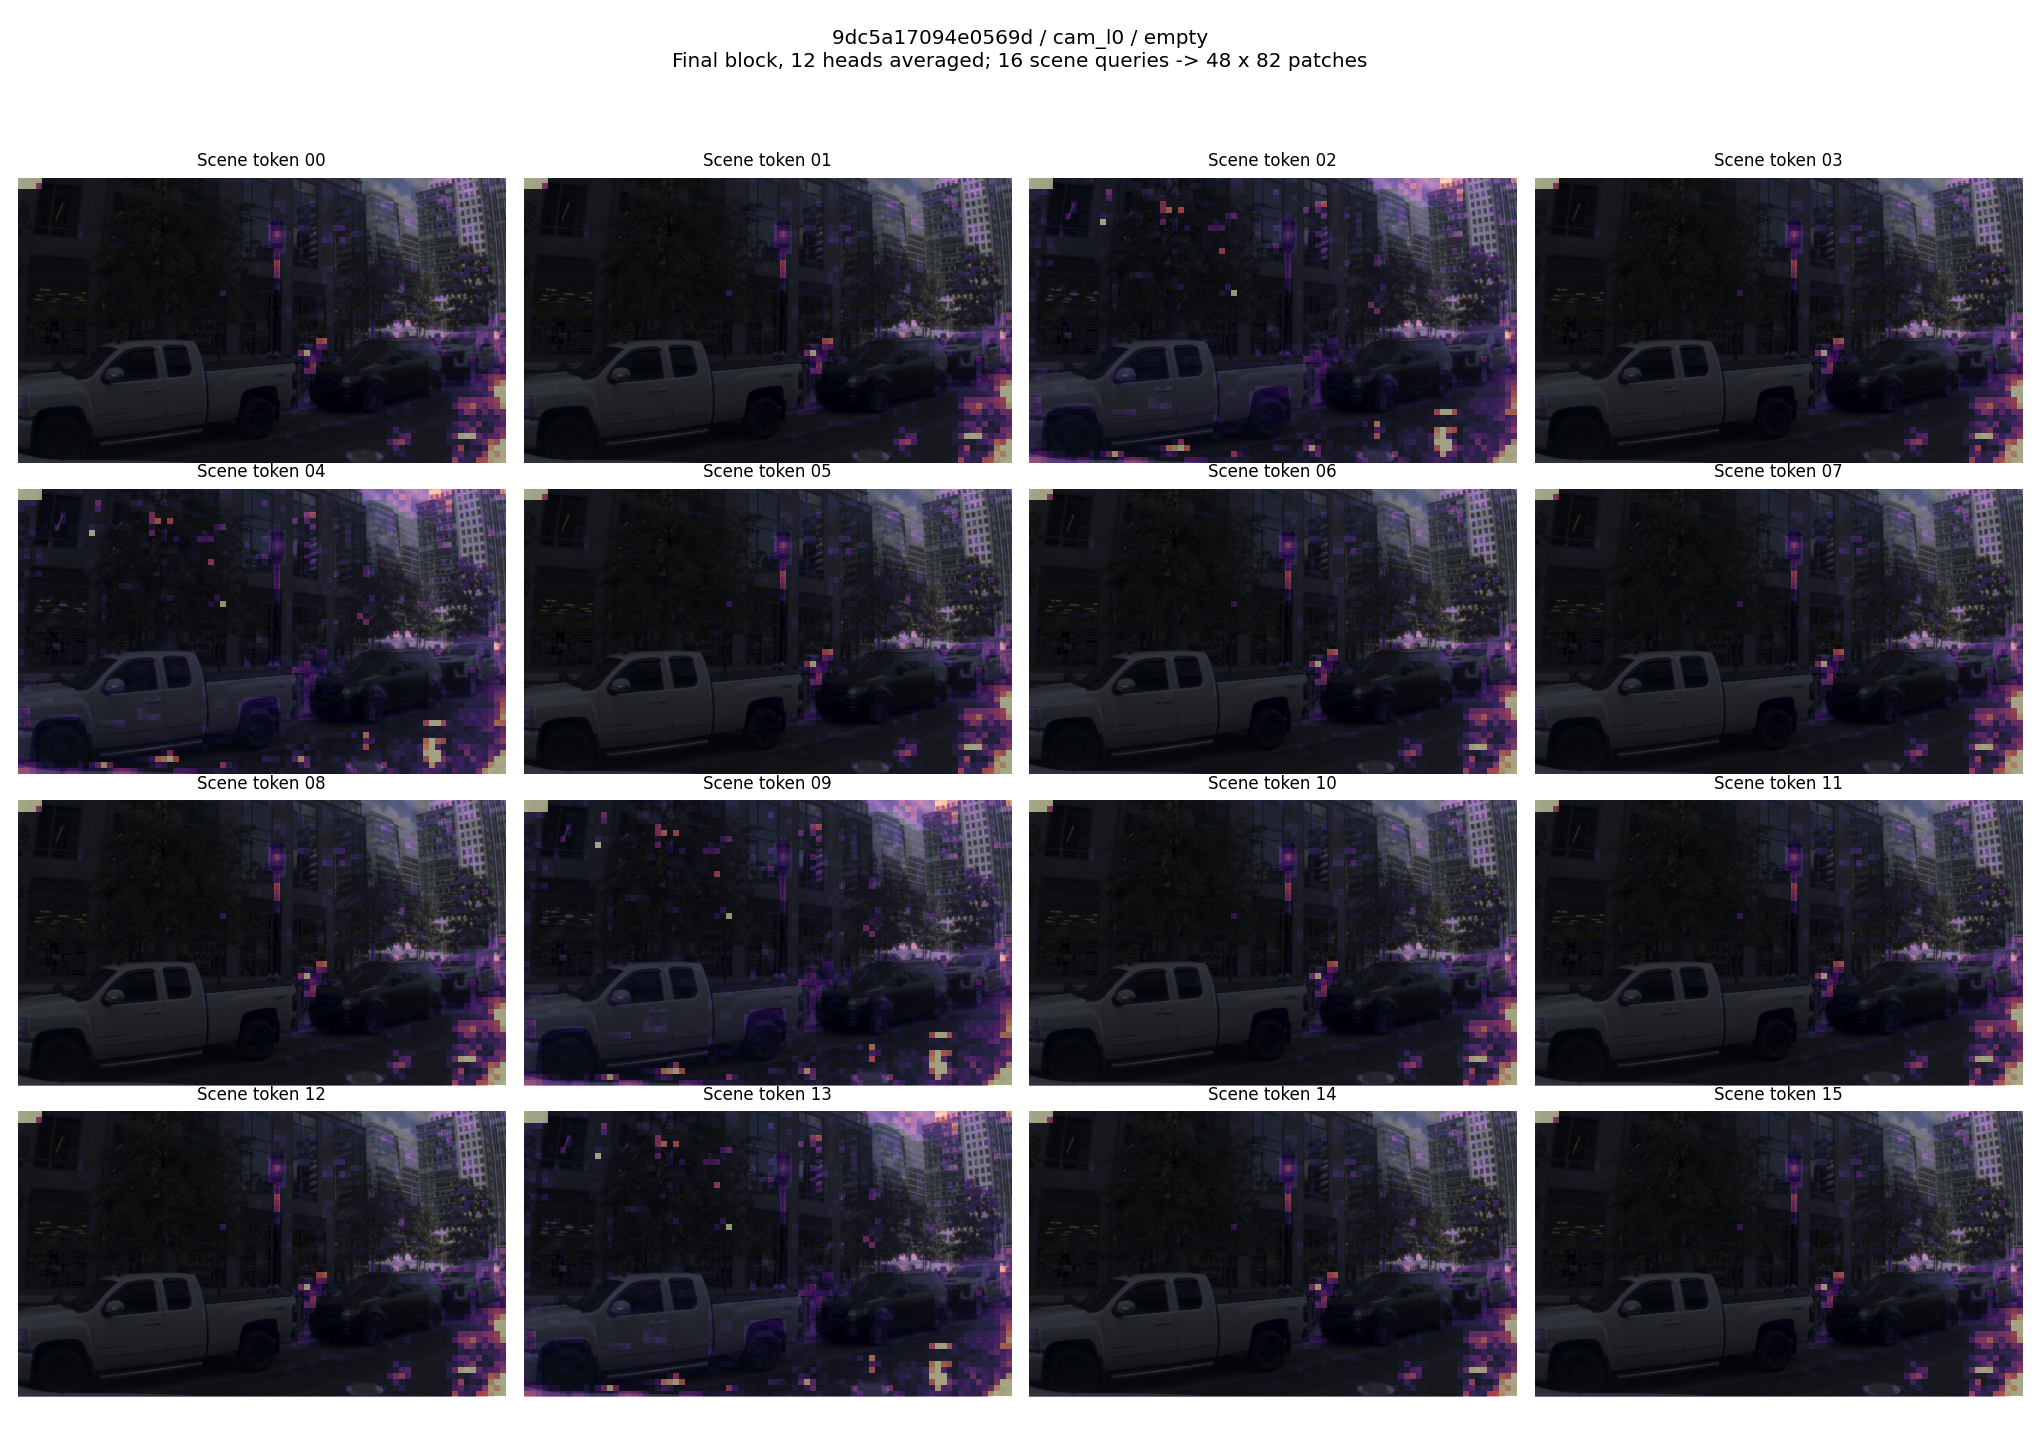 9dc5a17094e0569d / cam_l0 / empty
Final block, 12 heads averaged; 16 scene queries -> 48 x 82 patches
Scene token 00
Scene token 01
Scene token 02
Scene token 03
Scene token 04
Scene token 05
Scene token 06
Scene token 07
Scene token 08
Scene token 09
Scene token 10
Scene token 11
Scene token 12
Scene token 13
Scene token 14
Scene token 15